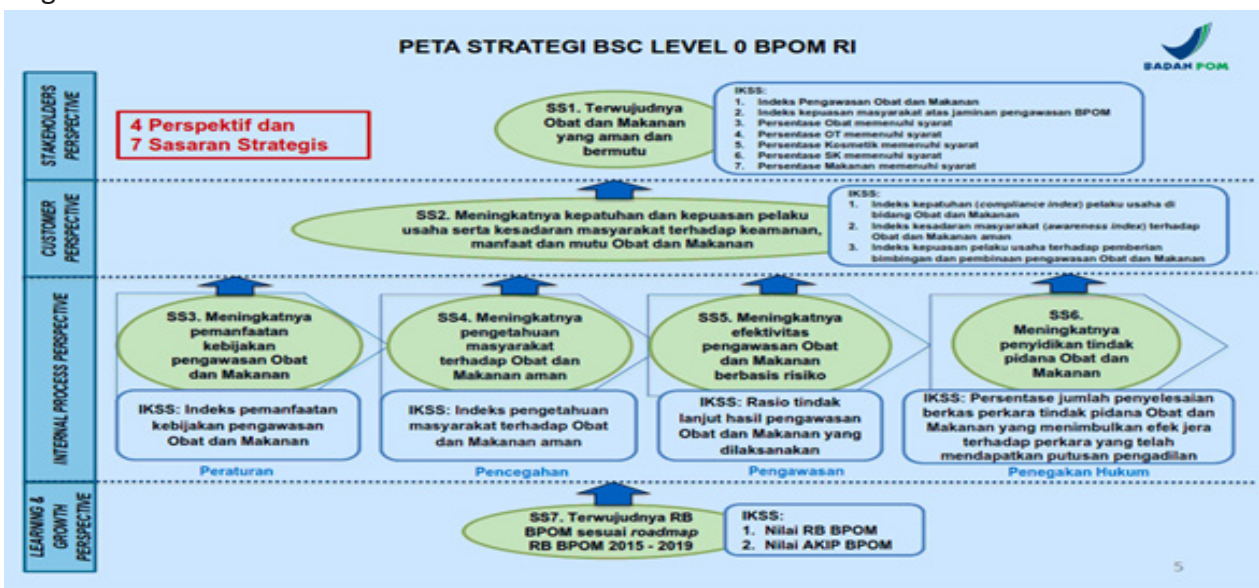 PETA STRATEGI BSC LEVEL 0 BPOM RI
BADAN POM
STAKEHOLDERS
PERSPECTIVE
4 Perspektif dan
7 Sasaran Strategis
SS1. Terwujudnya
Obat dan Makanan
yang aman dan
bermutu
IKSS:
1. Indeks Pengawasan Obat dan Makanan
2. Indeks kepuasan masyarakat atas jaminan pengawasan BPOM
3. Persentase Obat memenuhi syarat
4. Persentase OT memenuhi syarat
5. Persentase Kosmetik memenuhi syarat
6. Persentase SK memenuhi syarat
7. Persentase Makanan memenuhi syarat
CUSTOMER
PERSPECTIVE
SS2. Meningkatnya kepatuhan dan kepuasan pelaku
usaha serta kesadaran masyarakat terhadap keamanan,
manfaat dan mutu Obat dan Makanan
IKSS:
1. Indeks kepatuhan (compliance index) pelaku usaha di
bidang Obat dan Makanan
2. Indeks kesadaran masyarakat (awareness index) terhadap
Obat dan Makanan aman
3. Indeks kepuasan pelaku usaha terhadap pemberian
bimbingan dan pembinaan pengawasan Obat dan Makanan
INTERNAL PROCESS PERSPECTIVE
SS3. Meningkatnya
pemanfaatan
kebijakan
pengawasan Obat
dan Makanan
IKSS: Indeks pemanfaatan
kebijakan pengawasan
Obat dan Makanan
Peraturan
SS4. Meningkatnya
pengetahuan
masyarakat
terhadap Obat dan
Makanan aman
IKSS: Indeks pengetahuan
masyarakat terhadap Obat
dan Makanan aman
Pencegahan
SS5. Meningkatnya
efektivitas
pengawasan Obat
dan Makanan
berbasis risiko
IKSS: Rasio tindak
lanjut hasil pengawasan
Obat dan Makanan yang
dilaksanakan
Pengawasan
SS6.
Meningkatnya
penyidikan tindak
pidana Obat dan
Makanan
IKSS: Persentase jumlah penyelesaian
berkas perkara tindak pidana Obat dan
Makanan yang menimbulkan efek jera
terhadap perkara yang telah
mendapatkan putusan pengadilan
Penegakan Hukum
LEARNING &
GROWTH
PERSPECTIVE
SS7. Terwujudnya RB
BPOM sesuai roadmap
RB BPOM 2015 - 2019
IKSS:
1. Nilai RB BPOM
2. Nilai AKIP BPOM
5